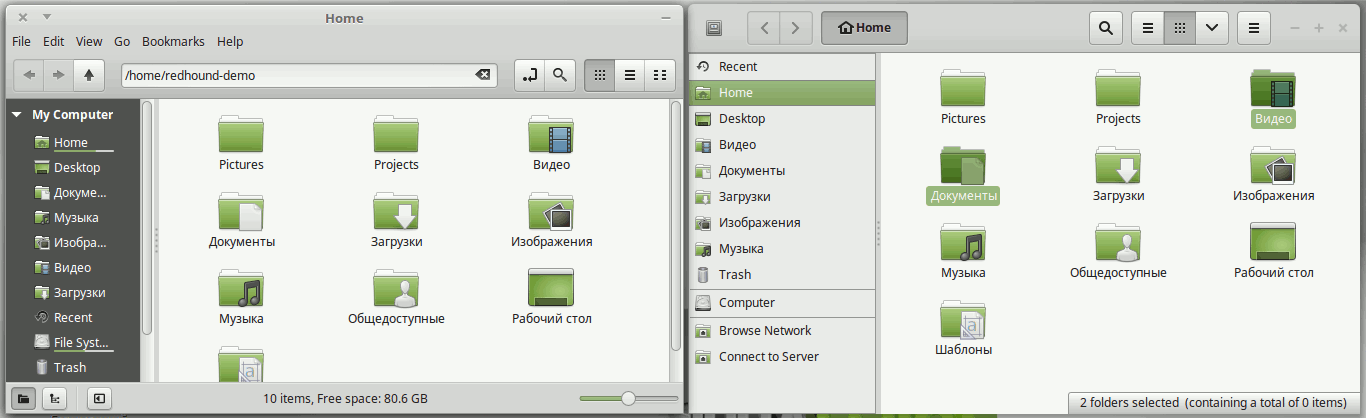 Home
File Edit View Go Bookmarks Help
/home/redhound-demo
My Computer
Home
Desktop
Докуме...
Музыка
Изобра...
Видео
Загрузки
Recent
File Syst...
Trash
Pictures Projects Видео
Документы Загрузки Изображения
Музыка Общедоступные Рабочий стол
10 items, Free space: 80.6 GB
Home
Recent
Home
Desktop
Видео
Документы
Загрузки
Изображения
Музыка
Trash
Computer
Browse Network
Connect to Server
Pictures Projects Видео
Документы Загрузки Изображения
Музыка Общедоступные Рабочий стол
Шаблоны
2 folders selected (containing a total of 0 items)